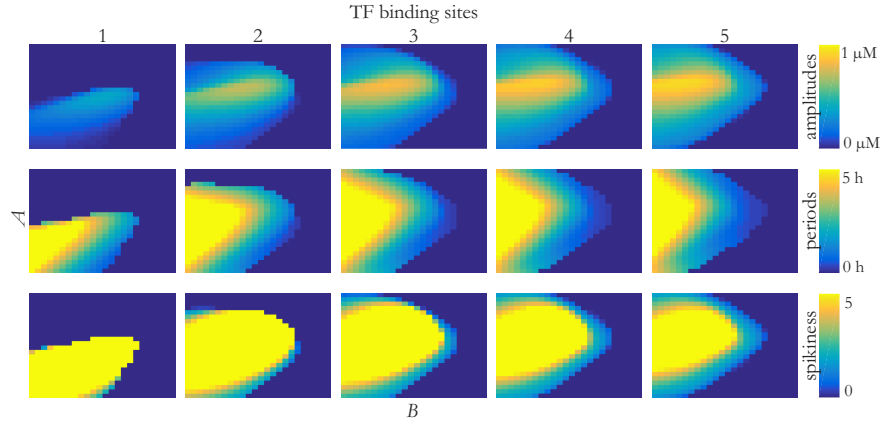 TF binding sites
1 2 3 4 5
1 μM
amplitudes
0 μM
5 h
periods
0 h
A
5
spikiness
0
B